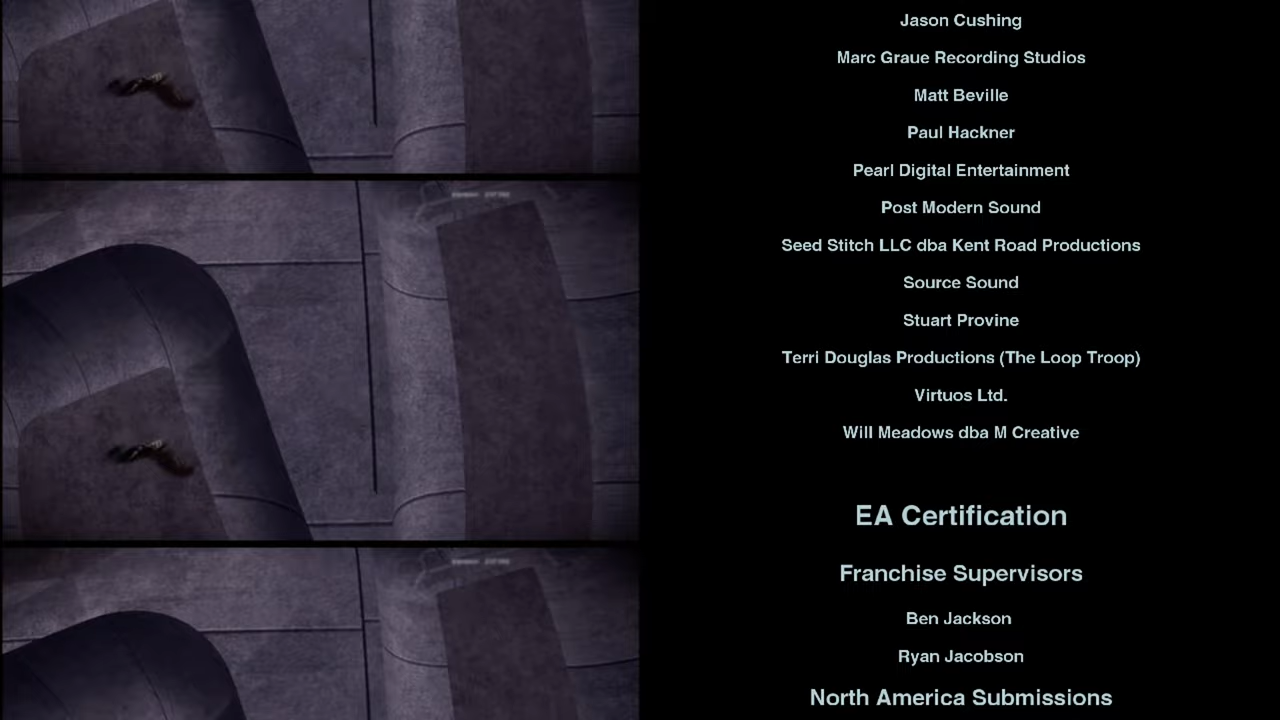 Jason Cushing
Marc Graue Recording Studios
Matt Beville
Paul Hackner
Pearl Digital Entertainment
Post Modern Sound
Seed Stitch LLC dba Kent Road Productions
Source Sound
Stuart Provine
Terri Douglas Productions (The Loop Troop)
Virtuos Ltd.
Will Meadows dba M Creative
EA Certification
Franchise Supervisors
Ben Jackson
Ryan Jacobson
North America Submissions